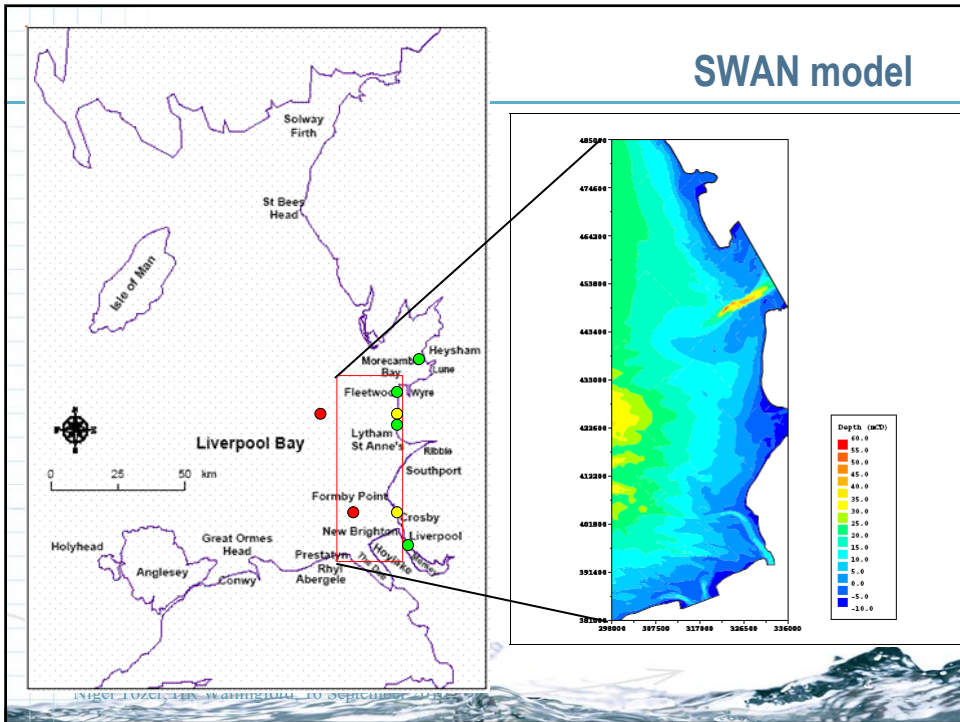 SWAN model
Solway
Firth
St Bees
Head
Isle of Man
Heysham
Morecamb
Bay
Lune
Fleetwood
Wyre
Liverpool Bay
Lytham
St Anne's
Ribble
Southport
0 25 50 km
Formby Point
Crosby
New Brighton
Liverpool
Hoylake
Mersey
The Dee
Holyhead
Great Ormes
Head
Prestatyn
Rhyl
Abergele
Anglesey
Conwy
485000
474600
464200
453800
443400
433000
422600
412200
401800
391400
381000
298000 307500 317000 326500 336000
Depth (mCD)
60.0
55.0
50.0
45.0
40.0
35.0
30.0
25.0
20.0
15.0
10.0
5.0
0.0
-5.0
-10.0
Nigel Tozer, HR Wallingford, 16 September